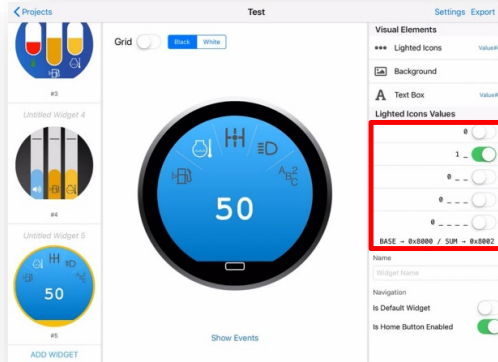 Projects
Test
Settings Export
Grid
Black White
#3
Untitled Widget 4
#4
Untitled Widget 5
50
#5
ADD WIDGET
A B 2 C
50
Show Events
Visual Elements
Lighted Icons
Background
A Text Box
Lighted Icons Values
0
1 _
0 _ _
0 _ _ _
0 _ _ _ _
BASE → 0x8000 / SUM → 0x8002
Name
Widget Name
Navigation
Is Default Widget
Is Home Button Enabled